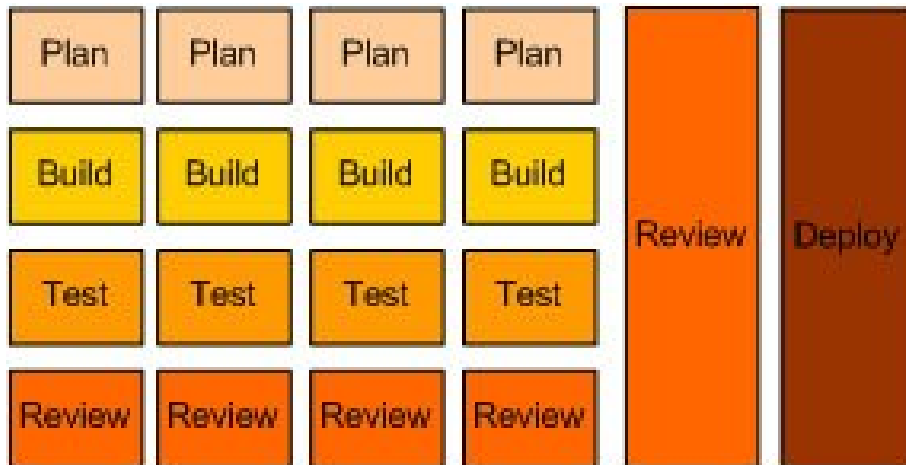 Plan Plan Plan Plan
Build Build Build Build
Review Deploy
Test Test Test Test
Review Review Review Review